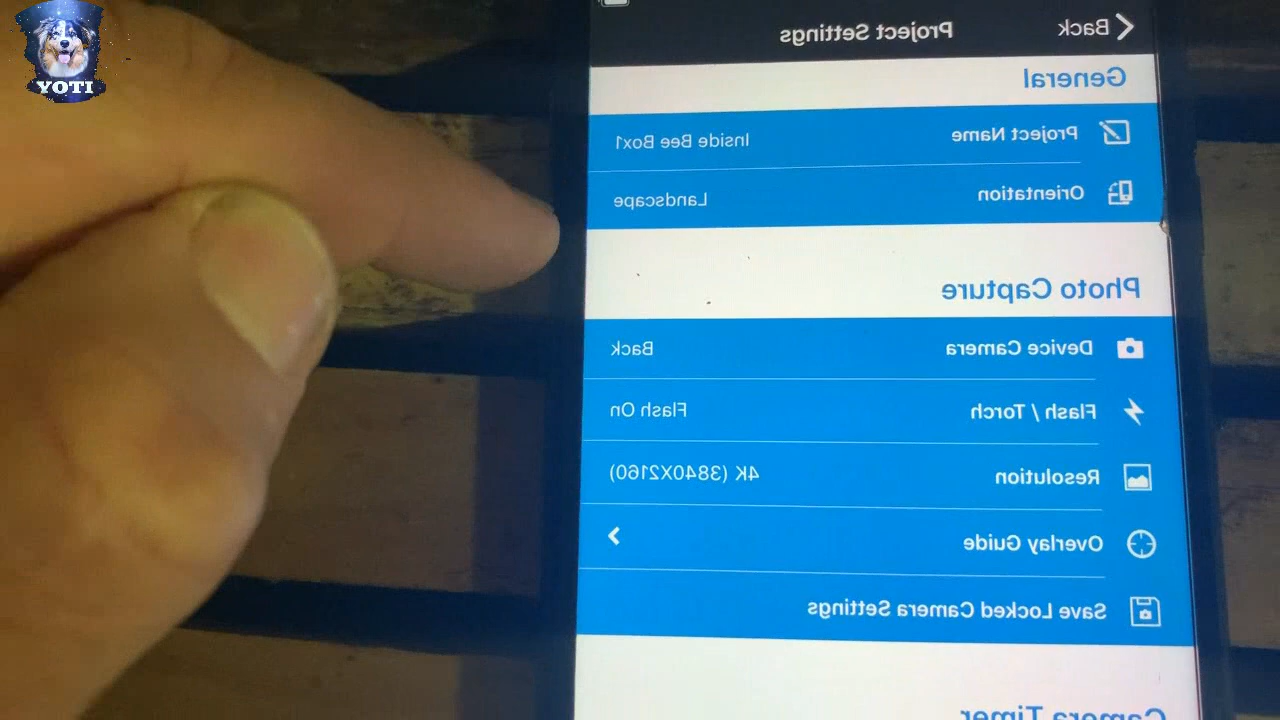 YOTI
Back
Project Settings
General
Project Name
Inside Bee Box1
Orientation
Landscape
Photo Capture
Device Camera
Back
Flash / Torch
Flash On
Resolution
4K (3840X2160)
Overlay Guide
Save Locked Camera Settings
Camera Timer